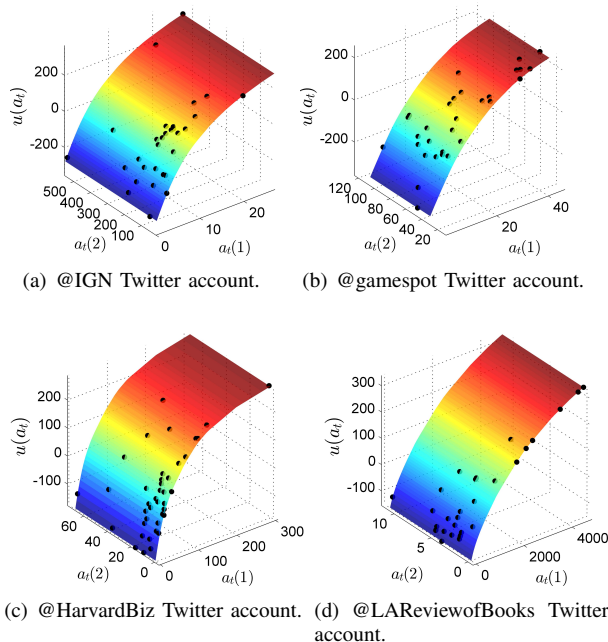 200
0
-200
u(a_t)
500
400
300
200
100
a_t(2)
0
10
20
a_t(1)
(a) @IGN Twitter account.
200
0
-200
u(a_t)
120
100
80
60
40
20
a_t(2)
20
40
a_t(1)
(b) @gamespot Twitter account.
200
100
0
-100
u(a_t)
60
40
20
0
a_t(2)
0
100
200
300
a_t(1)
(c) @HarvardBiz Twitter account.
300
200
100
0
-100
u(a_t)
10
5
0
a_t(2)
0
2000
4000
a_t(1)
(d) @LAReviewofBooks Twitter
account.